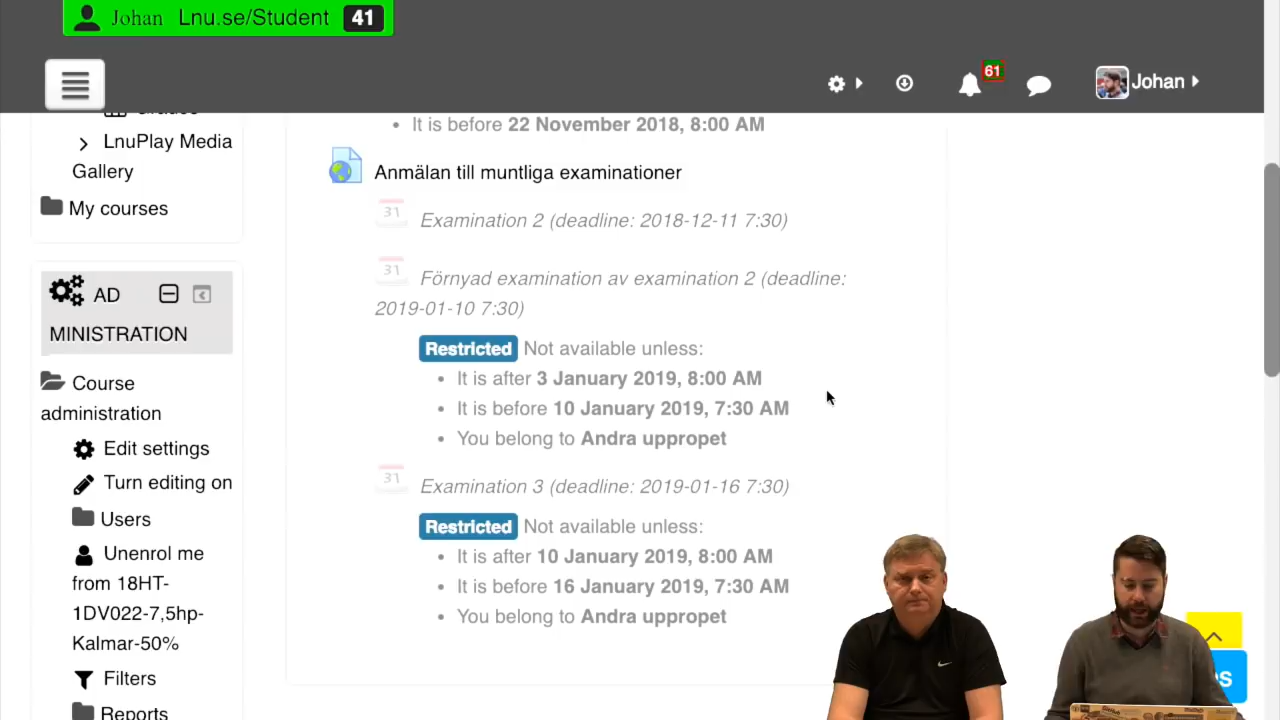 Johan Lnu.se/Student 41
61
Johan
LnuPlay Media
Gallery
My courses
AD
MINISTRATION
Course
administration
Edit settings
Turn editing on
Users
Unenrol me
from 18HT-
1DV022-7,5hp-
Kalmar-50%
Filters
Reports
It is before 22 November 2018, 8:00 AM
Anmälan till muntliga examinationer
31 Examination 2 (deadline: 2018-12-11 7:30)
31 Förnyad examination av examination 2 (deadline:
2019-01-10 7:30)
Restricted Not available unless:
It is after 3 January 2019, 8:00 AM
It is before 10 January 2019, 7:30 AM
You belong to Andra uppropet
31 Examination 3 (deadline: 2019-01-16 7:30)
Restricted Not available unless:
It is after 10 January 2019, 8:00 AM
It is before 16 January 2019, 7:30 AM
You belong to Andra uppropet